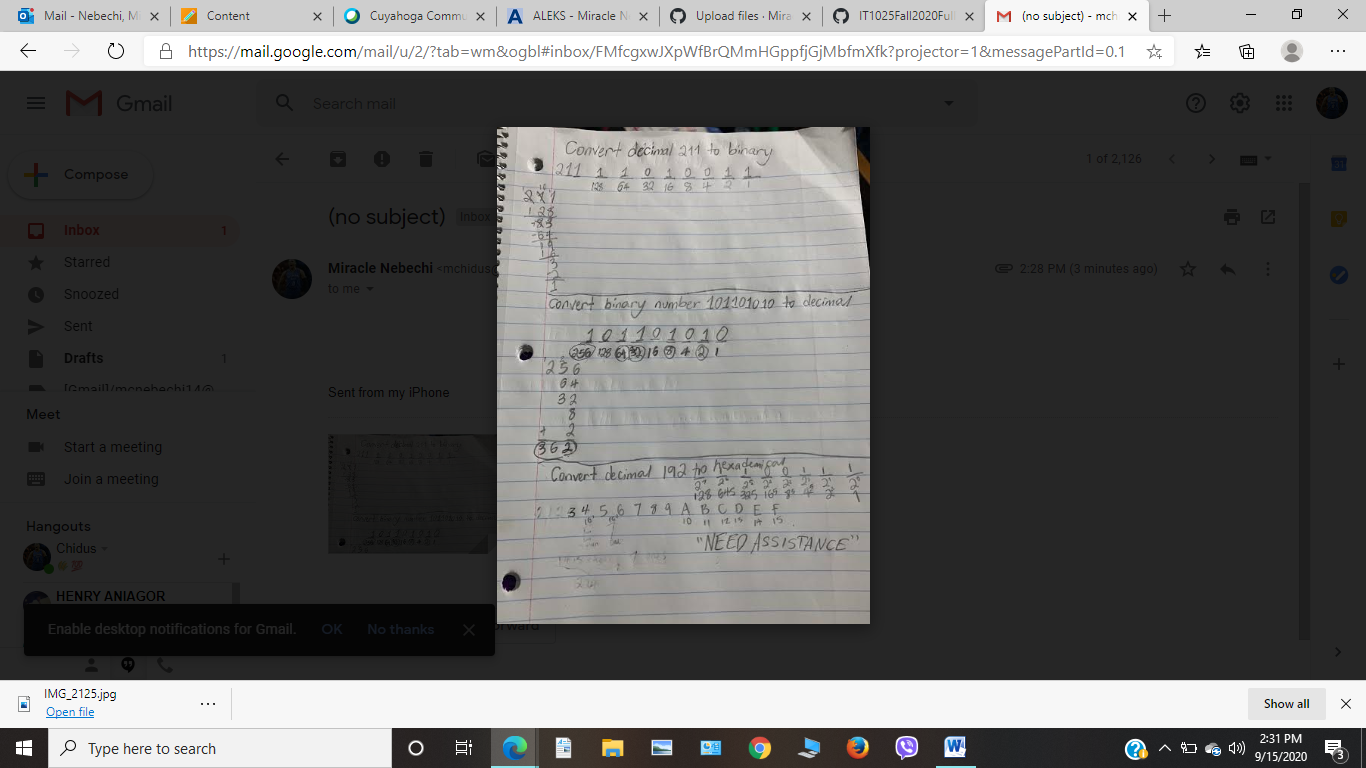 Mail - Nebechi, M
Content
Cuyahoga Commu
ALEKS - Miracle N
Upload files · Mira
IT1025Fall2020Full
(no subject) - mch
https://mail.google.com/mail/u/2/?tab=wm&ogbl#inbox/FMfcgxwJXpWfBrQMmHGppfjGjMbfmXfk?projector=1&messagePartId=0.1
Gmail
Search mail
Compose
1 of 2,126
Inbox 1
Starred
Snoozed
Sent
Drafts 1
[Gmail]/mcnebechi14@
Meet
Start a meeting
Join a meeting
Hangouts
Chidus
💯
HENRY ANIAGOR
(no subject) Inbox
Miracle Nebechi <mchidus
2:28 PM (3 minutes ago)
to me
Sent from my iPhone
Convert decimal 211 to binary
211 1 1 0 1 0 0 1 1
128 64 32 16 8 4 2 1
211
128
83
-64
19
16
3
2
1
Convert binary number 101101010 to decimal
1 0 1 1 0 1 0 1 0
256 128 64 32 16 8 4 2 1
256
64
32
8
+ 2
362
Convert decimal 192 to hexademical
3 4 5 6 7 8 9 A B C D E F
10 11 12 13 14 15
"NEED ASSISTANCE"
Enable desktop notifications for Gmail. OK No thanks
IMG_2125.jpg
Open file
Show all
Type here to search
2:31 PM
9/15/2020
3